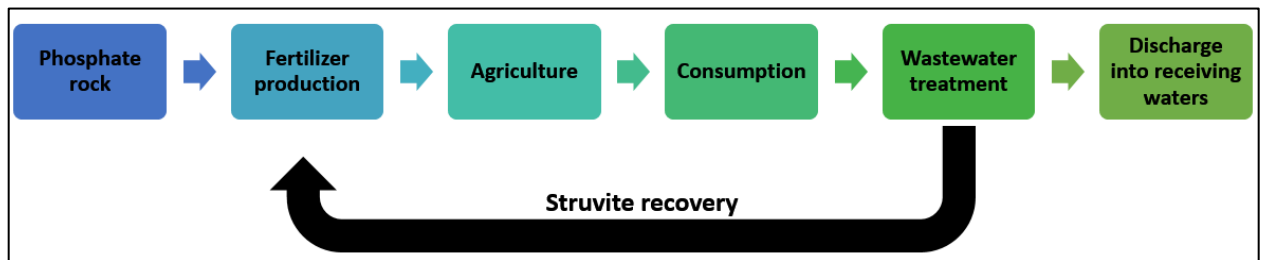 Phosphate
rock
Fertilizer
production
Agriculture
Consumption
Wastewater
treatment
Discharge
into receiving
waters
Struvite recovery